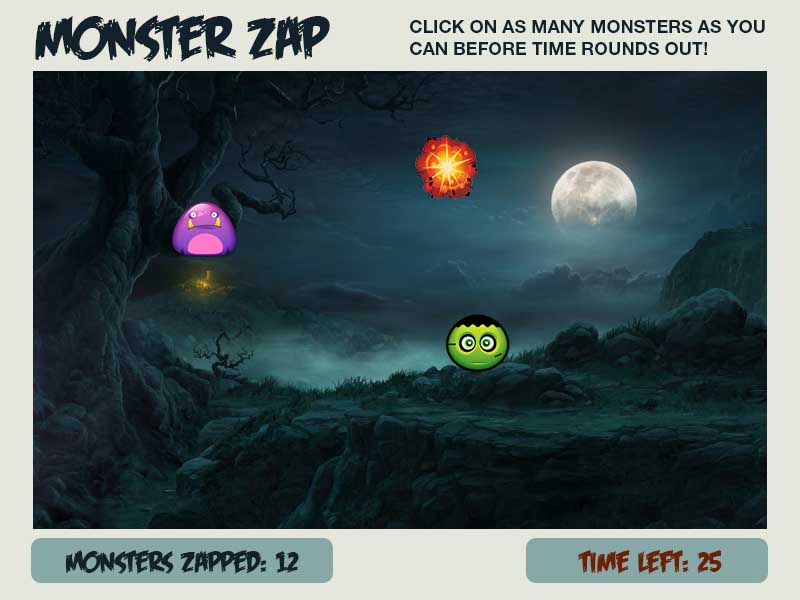 MONSTER ZAP
CLICK ON AS MANY MONSTERS AS YOU
CAN BEFORE TIME ROUNDS OUT!
MONSTERS ZAPPED: 12
TIME LEFT: 25